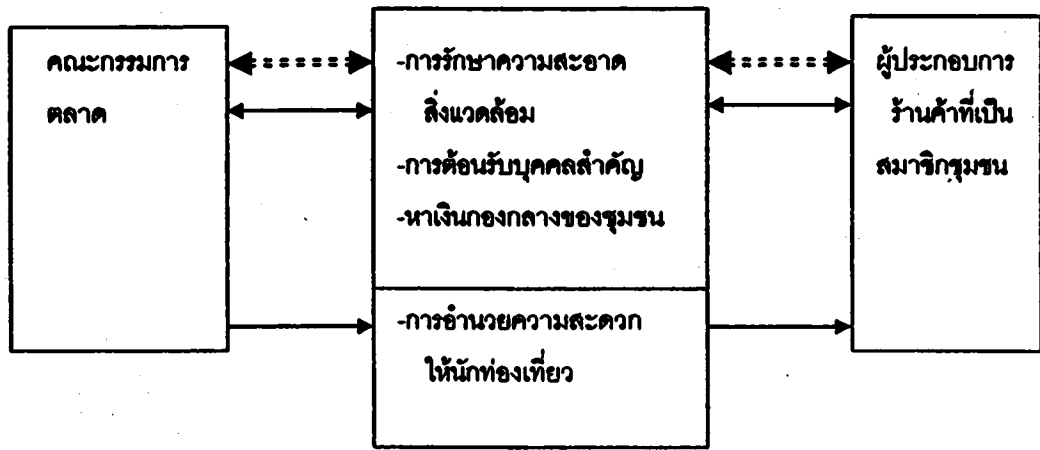 คณะกรรมการ
ตลาด
-การรักษาความสะอาด
สิ่งแวดล้อม
-การต้อนรับบุคคลสำคัญ
-หาเงินกองกลางของชุมชน
-การอำนวยความสะดวก
ให้นักท่องเที่ยว
ผู้ประกอบการ
ร้านค้าที่เป็น
สมาชิกชุมชน